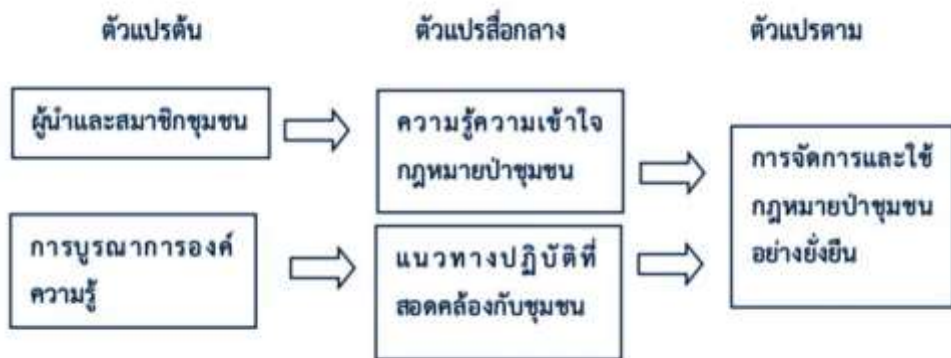 ตัวแปรต้น
ตัวแปรสื่อกลาง
ตัวแปรตาม
ผู้นำและสมาชิกชุมชน
ความรู้ความเข้าใจ
กฎหมายป่าชุมชน
การจัดการและใช้
กฎหมายป่าชุมชน
อย่างยั่งยืน
การบูรณาการองค์
ความรู้
แนวทางปฏิบัติที่
สอดคล้องกับชุมชน